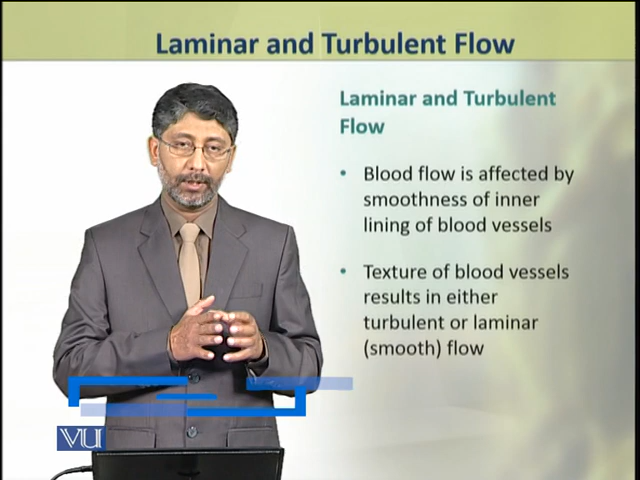 Laminar and Turbulent Flow
Laminar and Turbulent
Flow
• Blood flow is affected by
smoothness of inner
lining of blood vessels
• Texture of blood vessels
results in either
turbulent or laminar
(smooth) flow
VU